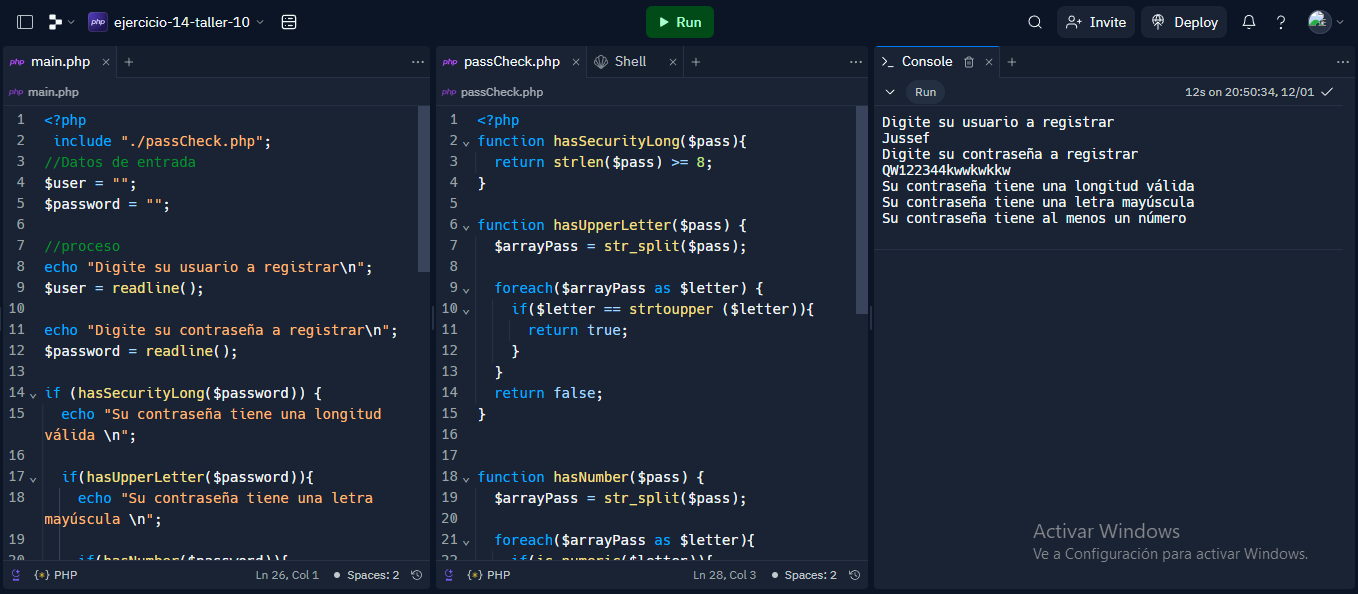 php ejercicio-14-taller-10 Run Invite Deploy ?
php main.php × +
php main.php
1 <?php
2 include "./passCheck.php";
3 //Datos de entrada
4 $user = "";
5 $password = "";
6
7 //proceso
8 echo "Digite su usuario a registrar\n";
9 $user = readline();
10
11 echo "Digite su contraseña a registrar\n";
12 $password = readline();
13
14 if (hasSecurityLong($password)) {
15 echo "Su contraseña tiene una longitud
válida \n";
16
17 if(hasUpperLetter($password)){
18 echo "Su contraseña tiene una letra
mayúscula \n";
19
20 if(hasNumber($password)){
{*} PHP Ln 26, Col 1 Spaces: 2
php passCheck.php × Shell × +
php passCheck.php
1 <?php
2 function hasSecurityLong($pass){
3 return strlen($pass) >= 8;
4 }
5
6 function hasUpperLetter($pass) {
7 $arrayPass = str_split($pass);
8
9 foreach($arrayPass as $letter) {
10 if($letter == strtoupper ($letter)){
11 return true;
12 }
13 }
14 return false;
15 }
16
17
18 function hasNumber($pass) {
19 $arrayPass = str_split($pass);
20
21 foreach($arrayPass as $letter){
22 if(is_numeric($letter)){
{*} PHP Ln 28, Col 3 Spaces: 2
>_ Console × +
Run 12s on 20:50:34, 12/01
Digite su usuario a registrar
Jussef
Digite su contraseña a registrar
QW122344kwwkwkkw
Su contraseña tiene una longitud válida
Su contraseña tiene una letra mayúscula
Su contraseña tiene al menos un número
Activar Windows
Ve a Configuración para activar Windows.